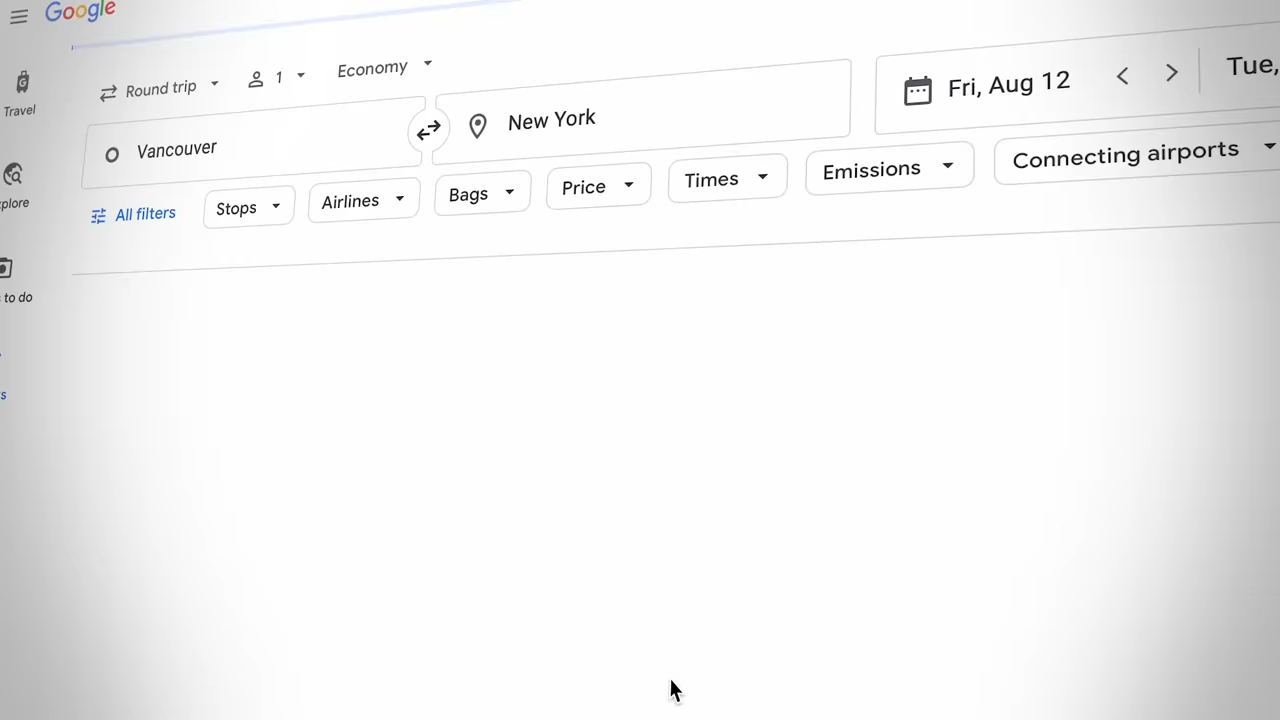 Google
Round trip 1 Economy
Vancouver New York Fri, Aug 12 Tue,
All filters Stops Airlines Bags Price Times Emissions Connecting airports
Travel
plore
to do
s